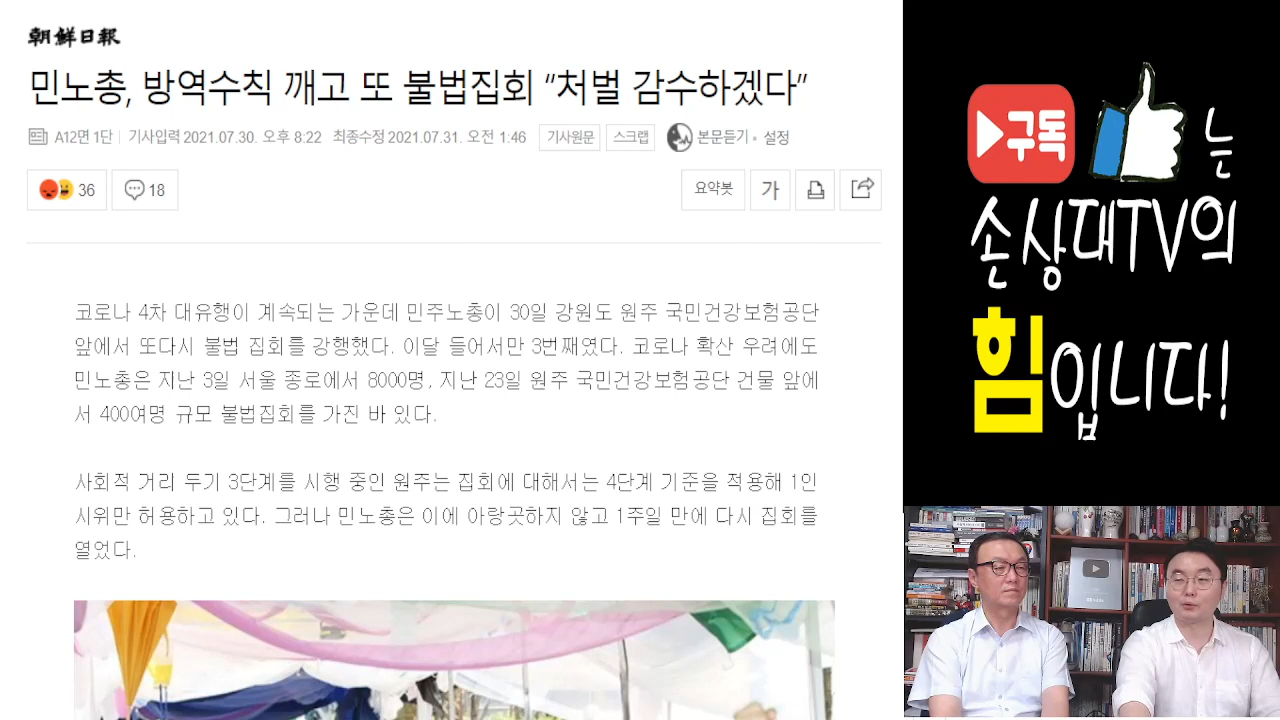 朝鮮日報
민노총, 방역수칙 깨고 또 불법집회 “처벌 감수하겠다”
A12면 1단 기사입력 2021.07.30. 오후 8:22 최종수정 2021.07.31. 오전 1:46 기사원문 스크랩 본문듣기 · 설정
36 18 요약봇 가
코로나 4차 대유행이 계속되는 가운데 민주노총이 30일 강원도 원주 국민건강보험공단
앞에서 또다시 불법 집회를 강행했다. 이달 들어서만 3번째였다. 코로나 확산 우려에도
민노총은 지난 3일 서울 종로에서 8000명, 지난 23일 원주 국민건강보험공단 건물 앞에
서 400여명 규모 불법집회를 가진 바 있다.
사회적 거리 두기 3단계를 시행 중인 원주는 집회에 대해서는 4단계 기준을 적용해 1인
시위만 허용하고 있다. 그러나 민노총은 이에 아랑곳하지 않고 1주일 만에 다시 집회를
열었다.
구독 는
손상대TV의
힘입니다!